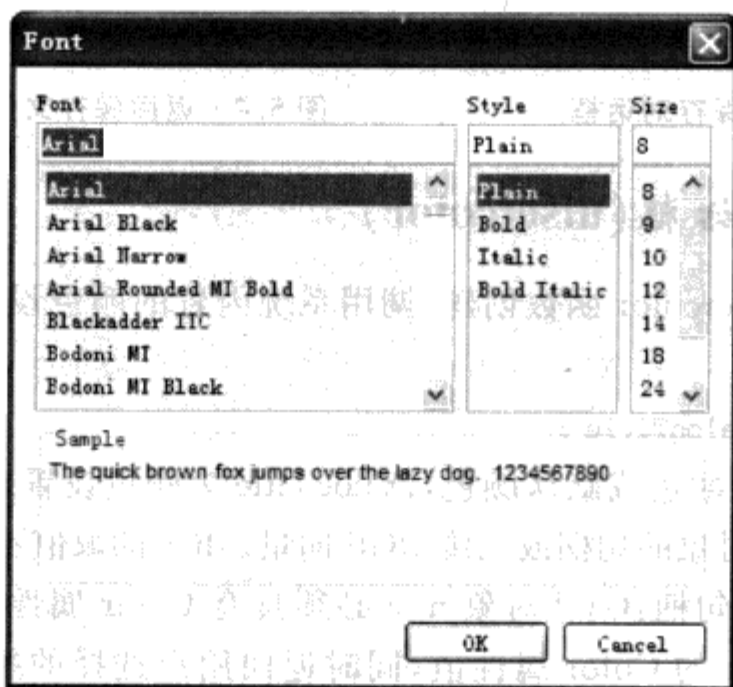 Font
Font Style Size
Arial Plain 8
Arial Plain 8
Arial Black Bold 9
Arial Narrow Italic 10
Arial Rounded MT Bold Bold Italic 12
Blackadder ITC 14
Bodoni MT 18
Bodoni MT Black 24
Sample
The quick brown fox jumps over the lazy dog. 1234567890
OK Cancel